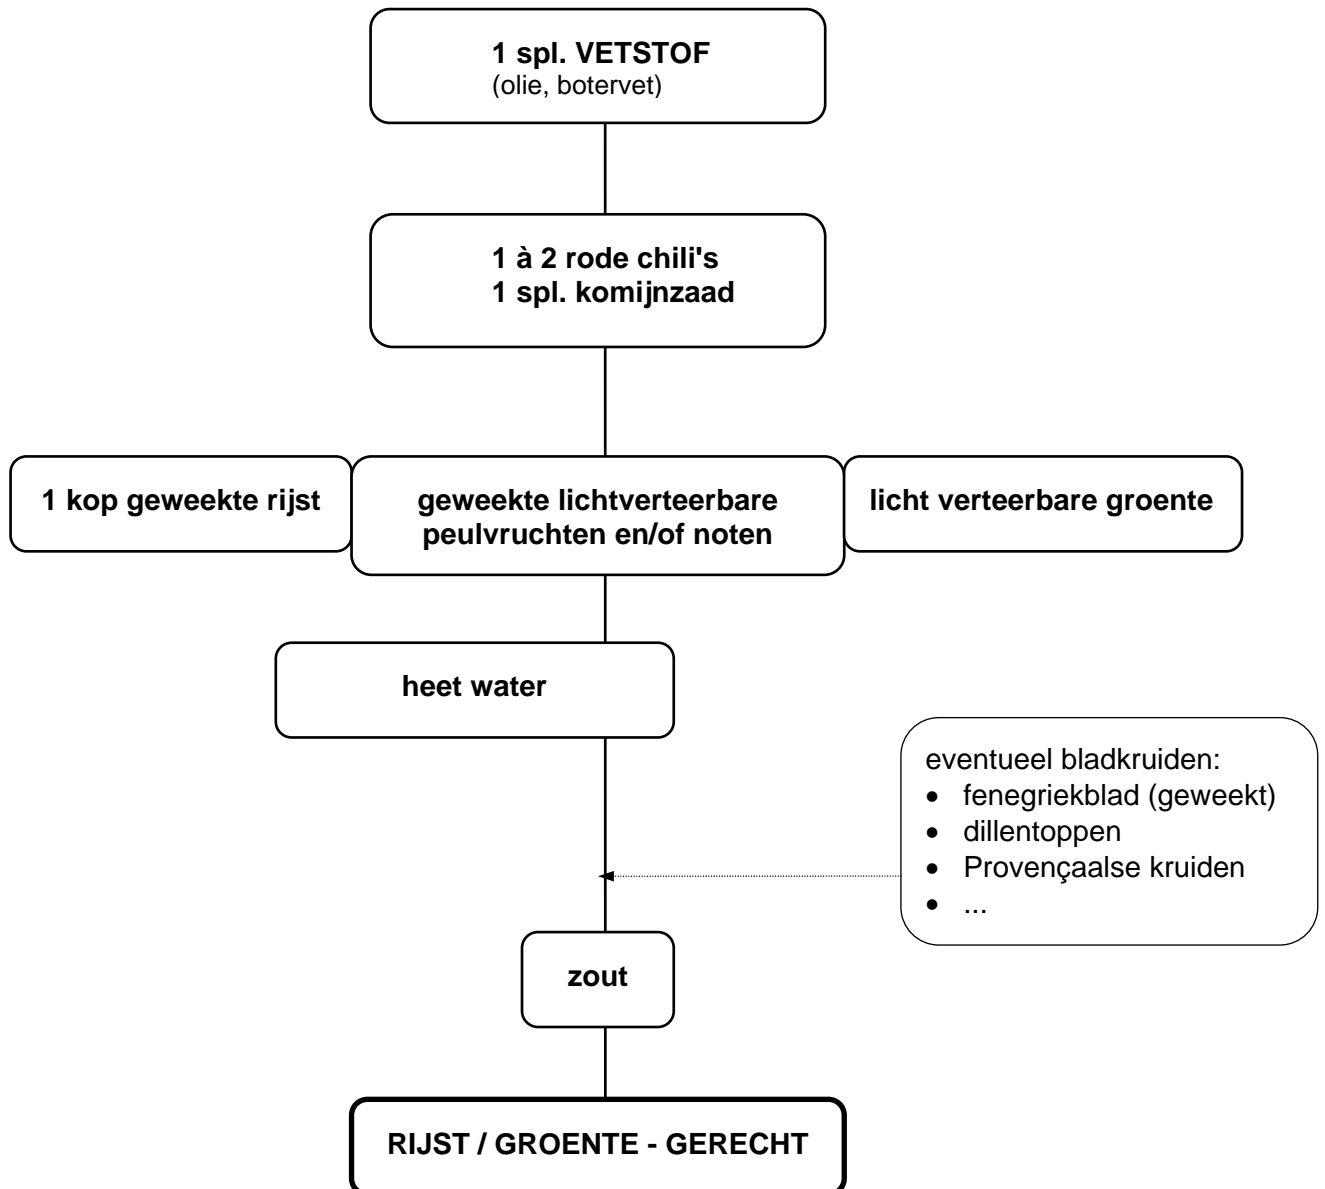 1 spl. VETSTOF
(olie, botervet)
1 à 2 rode chili's
1 spl. komijnzaad
1 kop geweekte rijst
geweekte lichtverteerbare
peulvruchten en/of noten
licht verteerbare groente
heet water
eventueel bladkruiden:
• fenegriekblad (geweekt)
• dillentoppen
• Provençaalse kruiden
• ...
zout
RIJST / GROENTE - GERECHT